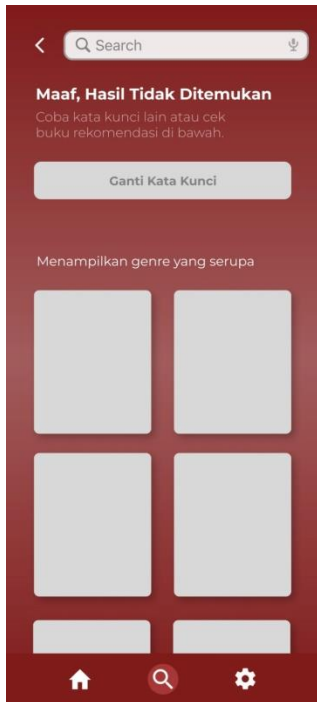 Search
Maaf, Hasil Tidak Ditemukan
Coba kata kunci lain atau cek
buku rekomendasi di bawah.
Ganti Kata Kunci
Menampilkan genre yang serupa